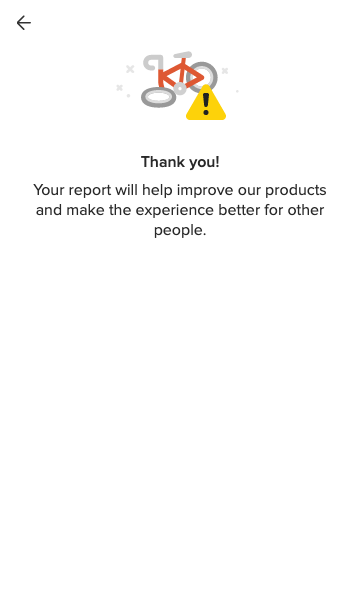 Thank you!
Your report will help improve our products
and make the experience better for other
people.